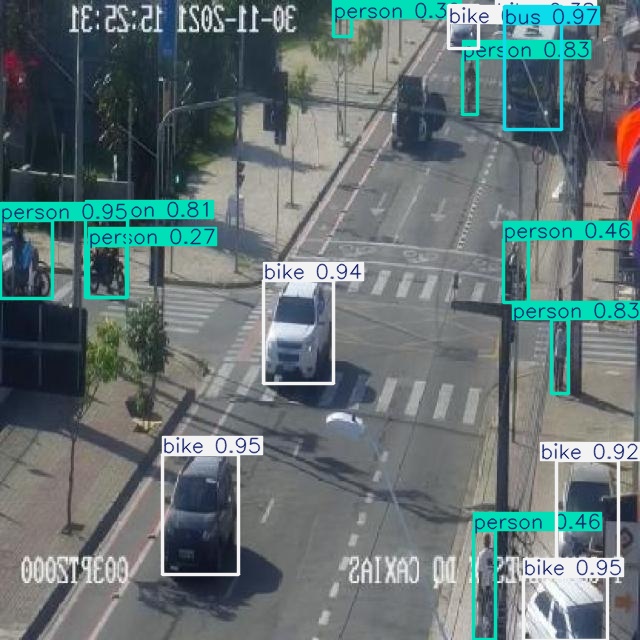 30-11-2021 15:25:31
person 0.3
bike
bus 0.97
person 0.83
person 0.95
on 0.81
person 0.27
person 0.46
bike 0.94
person 0.83
bike 0.95
bike 0.92
person 0.46
003PT2000
X DQ CAXIAS
bike 0.95